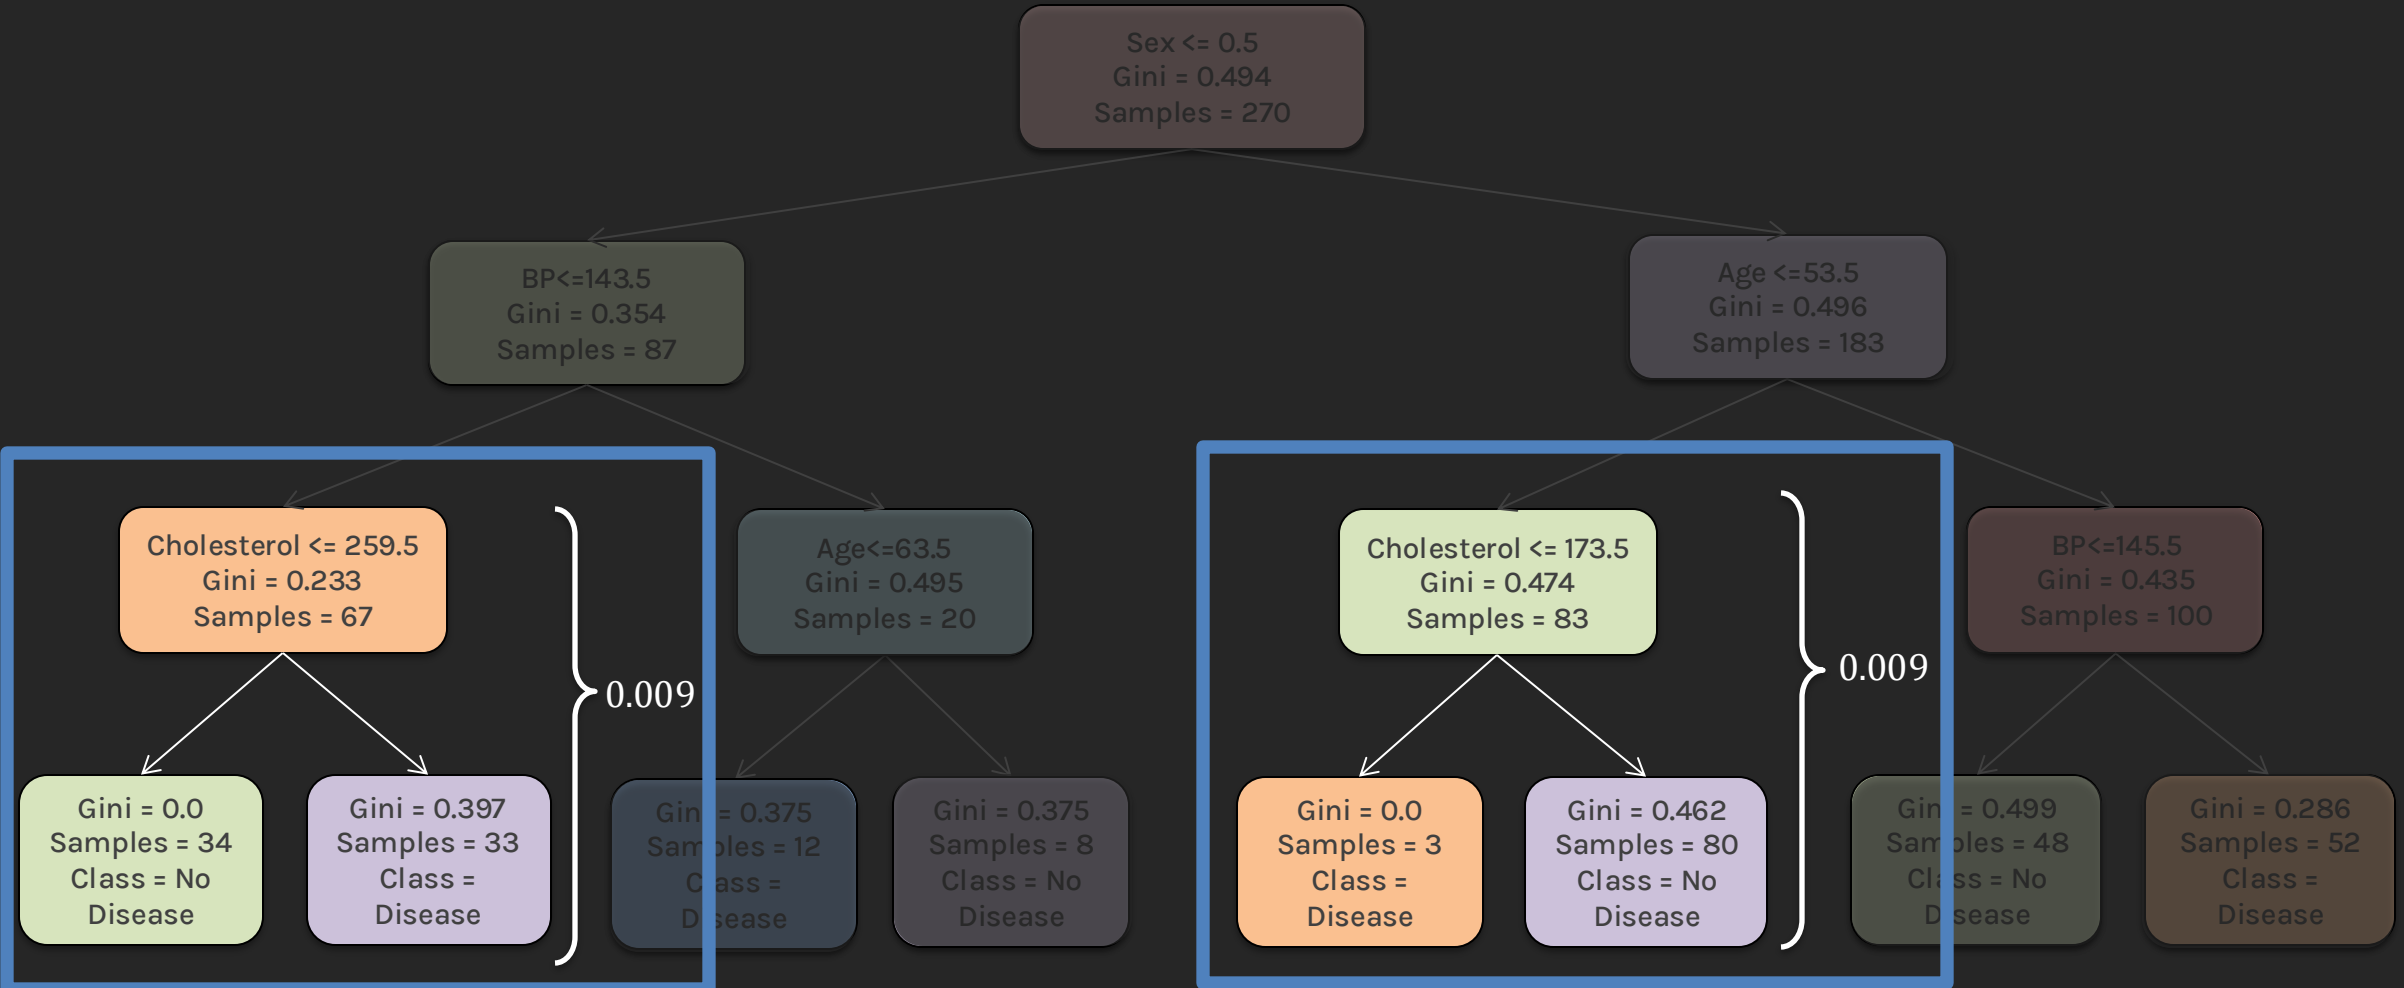 Sex <= 0.5
Gini = 0.494
Samples = 270
BP<=143.5
Gini = 0.354
Samples = 87
Age <=53.5
Gini = 0.496
Samples = 183
Cholesterol <= 259.5
Gini = 0.233
Samples = 67
Age<=63.5
Gini = 0.495
Samples = 20
Cholesterol <= 173.5
Gini = 0.474
Samples = 83
BP<=145.5
Gini = 0.435
Samples = 100
0.009
0.009
Gini = 0.0
Samples = 34
Class = No
Disease
Gini = 0.397
Samples = 33
Class =
Disease
Gini = 0.375
Samples = 12
Class =
Disease
Gini = 0.375
Samples = 8
Class = No
Disease
Gini = 0.0
Samples = 3
Class =
Disease
Gini = 0.462
Samples = 80
Class = No
Disease
Gini = 0.499
Samples = 48
Class = No
Disease
Gini = 0.286
Samples = 52
Class =
Disease